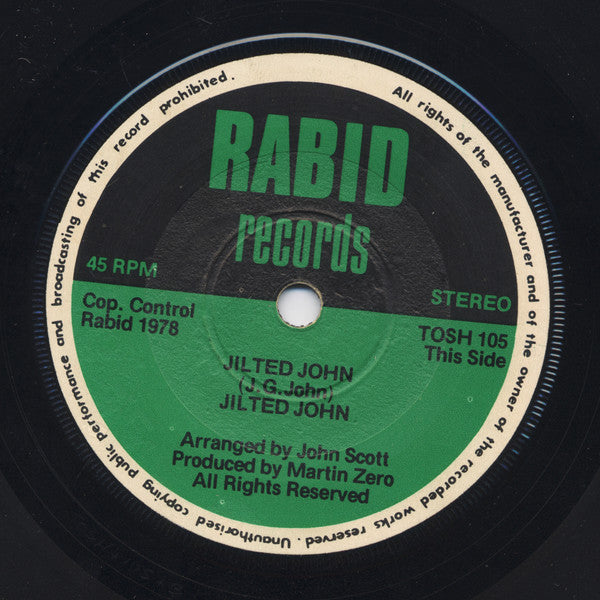 RABID
records
45 RPM
STEREO
Cop. Control
Rabid 1978
TOSH 105
This Side
JILTED JOHN
(J.G.John)
JILTED JOHN
Arranged by John Scott
Produced by Martin Zero
All Rights Reserved
All rights of the manufacturer and of the owner of the recorded works reserved. Unauthorised copying public performance and broadcasting of this record prohibited.